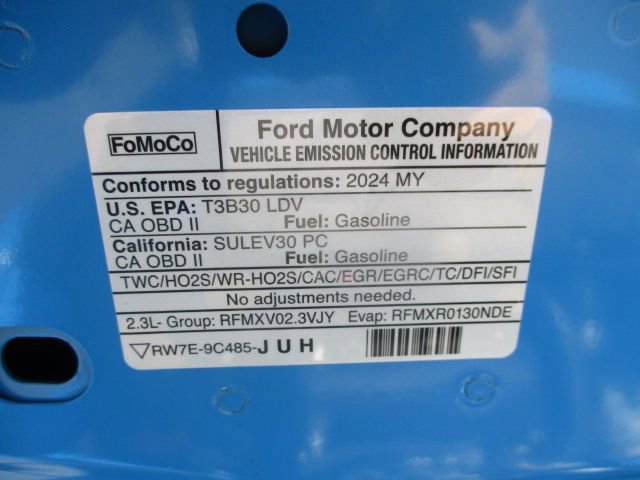 FoMoCo
Ford Motor Company
VEHICLE EMISSION CONTROL INFORMATION
Conforms to regulations: 2024 MY
U.S. EPA: T3B30 LDV
CA OBD II Fuel: Gasoline
California: SULEV30 PC
CA OBD II Fuel: Gasoline
TWC/HO2S/WR-HO2S/CAC/EGR/EGRC/TC/DFI/SFI
No adjustments needed.
2.3L- Group: RFMXV02.3VJY Evap: RFMXR0130NDE
▽RW7E-9C485-J U H